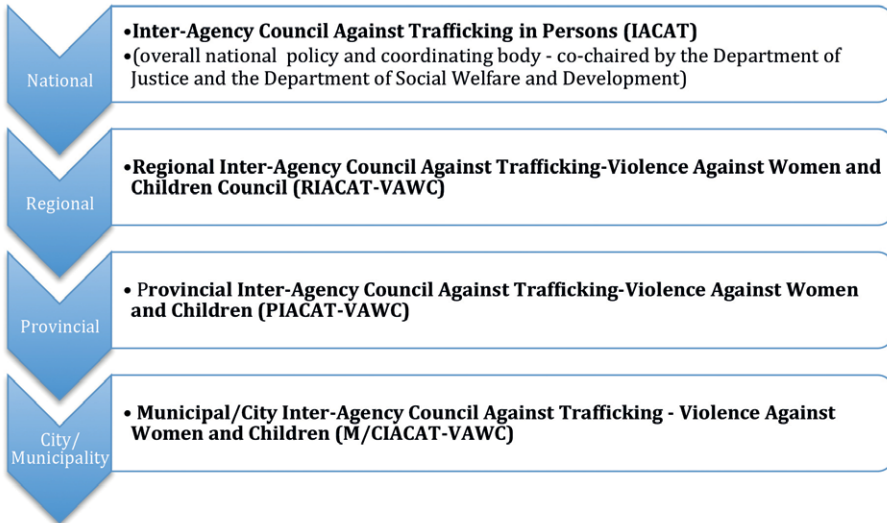 National
•Inter-Agency Council Against Trafficking in Persons (IACAT)
•(overall national policy and coordinating body - co-chaired by the Department of
Justice and the Department of Social Welfare and Development)
Regional
•Regional Inter-Agency Council Against Trafficking-Violence Against Women and
Children Council (RIACAT-VAWC)
Provincial
• Provincial Inter-Agency Council Against Trafficking-Violence Against Women
and Children (PIACAT-VAWC)
City/
Municipality
• Municipal/City Inter-Agency Council Against Trafficking - Violence Against
Women and Children (M/CIACAT-VAWC)